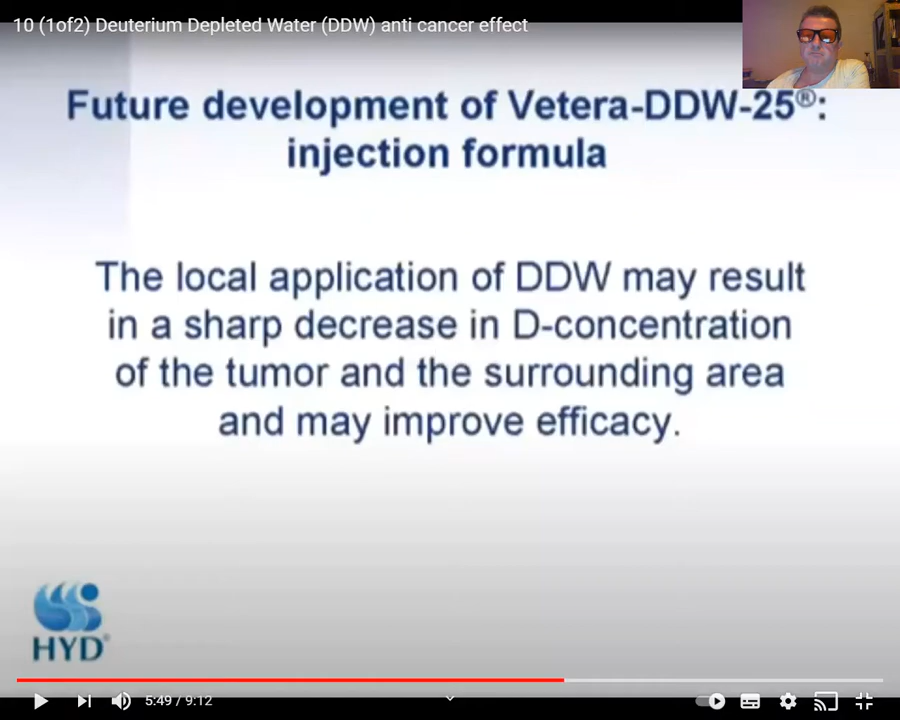 10 (1of2) Deuterium Depleted Water (DDW) anti cancer effect
Future development of Vetera-DDW-25®:
injection formula
The local application of DDW may result
in a sharp decrease in D-concentration
of the tumor and the surrounding area
and may improve efficacy.
HYD®
5:49 / 9:12